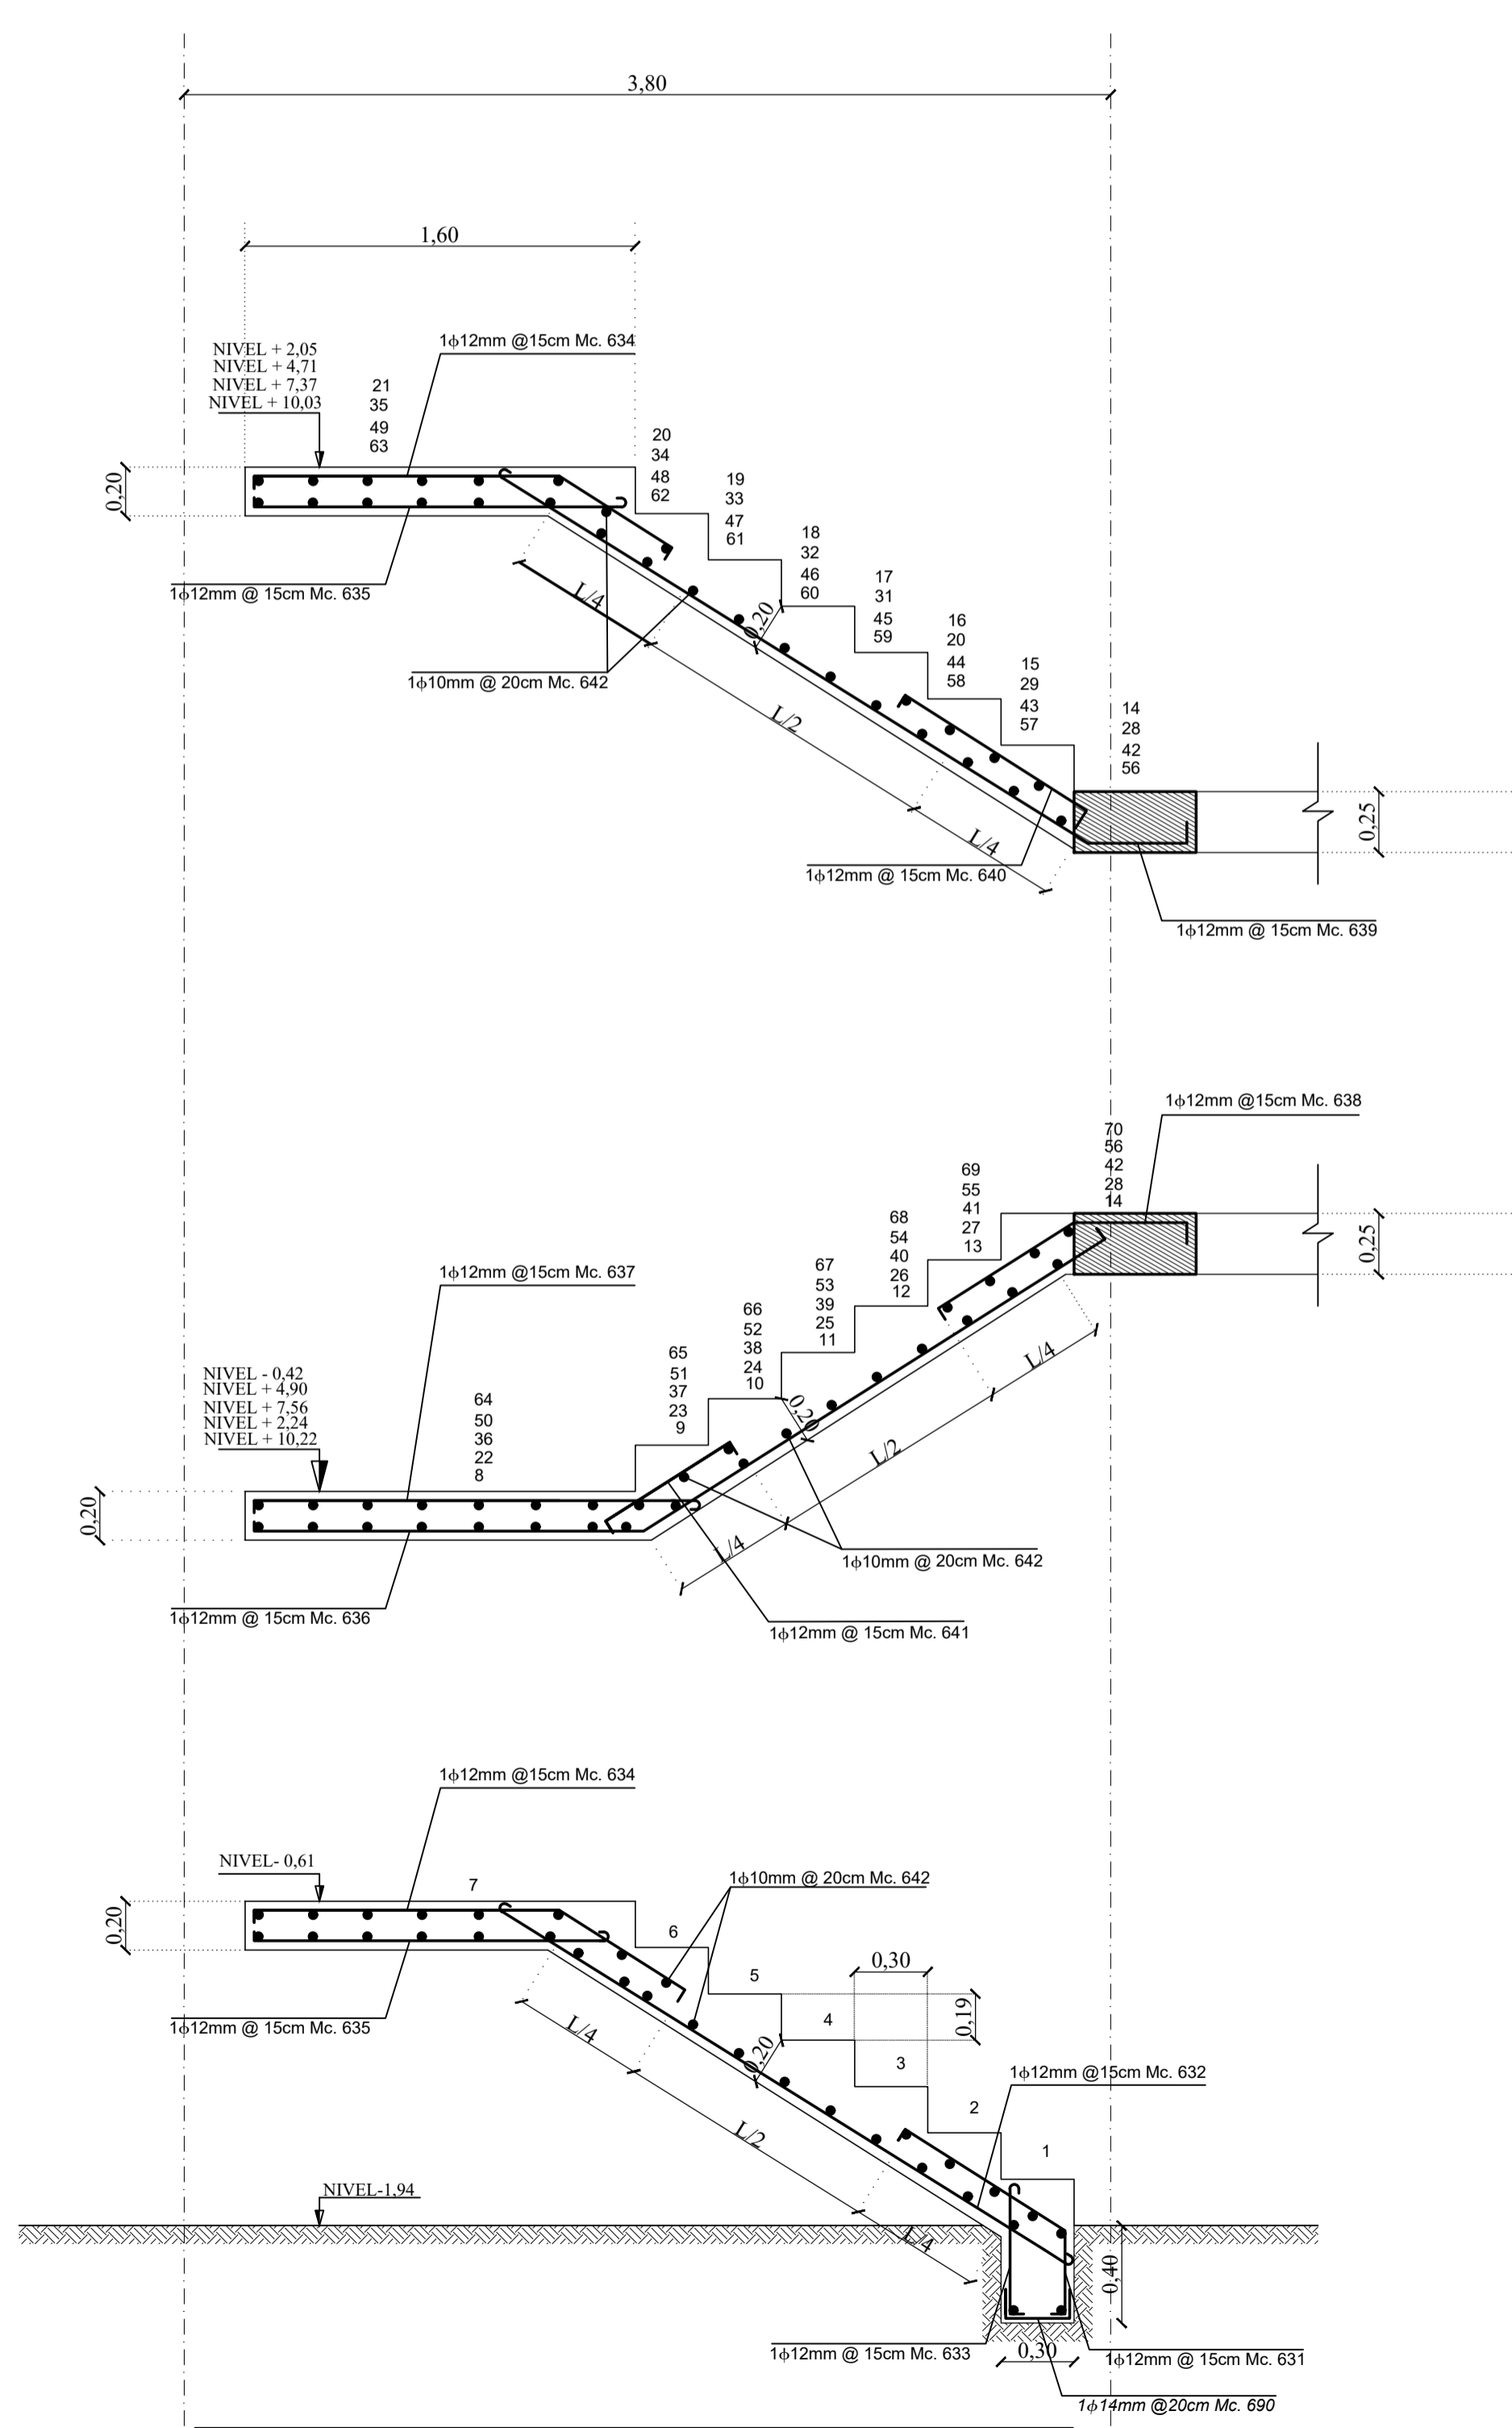 3,80
1,60
1ϕ12mm @15cm Mc. 634
NIVEL + 2,05
NIVEL + 4,71
NIVEL + 7,37
NIVEL + 10,03
21
35
49
63
20
34
48
62
19
33
47
61
18
32
46
60
17
31
45
59
16
20
44
58
15
29
43
57
14
28
42
56
0,20
0,20
0,25
1ϕ12mm @ 15cm Mc. 635
L/4
L/2
L/4
1ϕ10mm @ 20cm Mc. 642
1ϕ12mm @ 15cm Mc. 640
1ϕ12mm @ 15cm Mc. 639
1ϕ12mm @15cm Mc. 638
70
56
42
28
14
69
55
41
27
13
68
54
40
26
12
67
53
39
25
11
66
52
38
24
10
65
51
37
23
9
64
50
36
22
8
1ϕ12mm @15cm Mc. 637
0,25
NIVEL - 0,42
NIVEL + 4,90
NIVEL + 7,56
NIVEL + 2,24
NIVEL + 10,22
0,20
0,20
L/4
L/2
L/4
1ϕ10mm @ 20cm Mc. 642
1ϕ12mm @ 15cm Mc. 636
1ϕ12mm @ 15cm Mc. 641
1ϕ12mm @15cm Mc. 634
NIVEL- 0,61
7
1ϕ10mm @ 20cm Mc. 642
0,20
6
5
0,30
0,19
4
3
2
1
0,20
1ϕ12mm @ 15cm Mc. 635
L/4
L/2
L/4
1ϕ12mm @15cm Mc. 632
NIVEL-1,94
0,40
1ϕ12mm @ 15cm Mc. 633
0,30
1ϕ12mm @ 15cm Mc. 631
1ϕ14mm @20cm Mc. 690